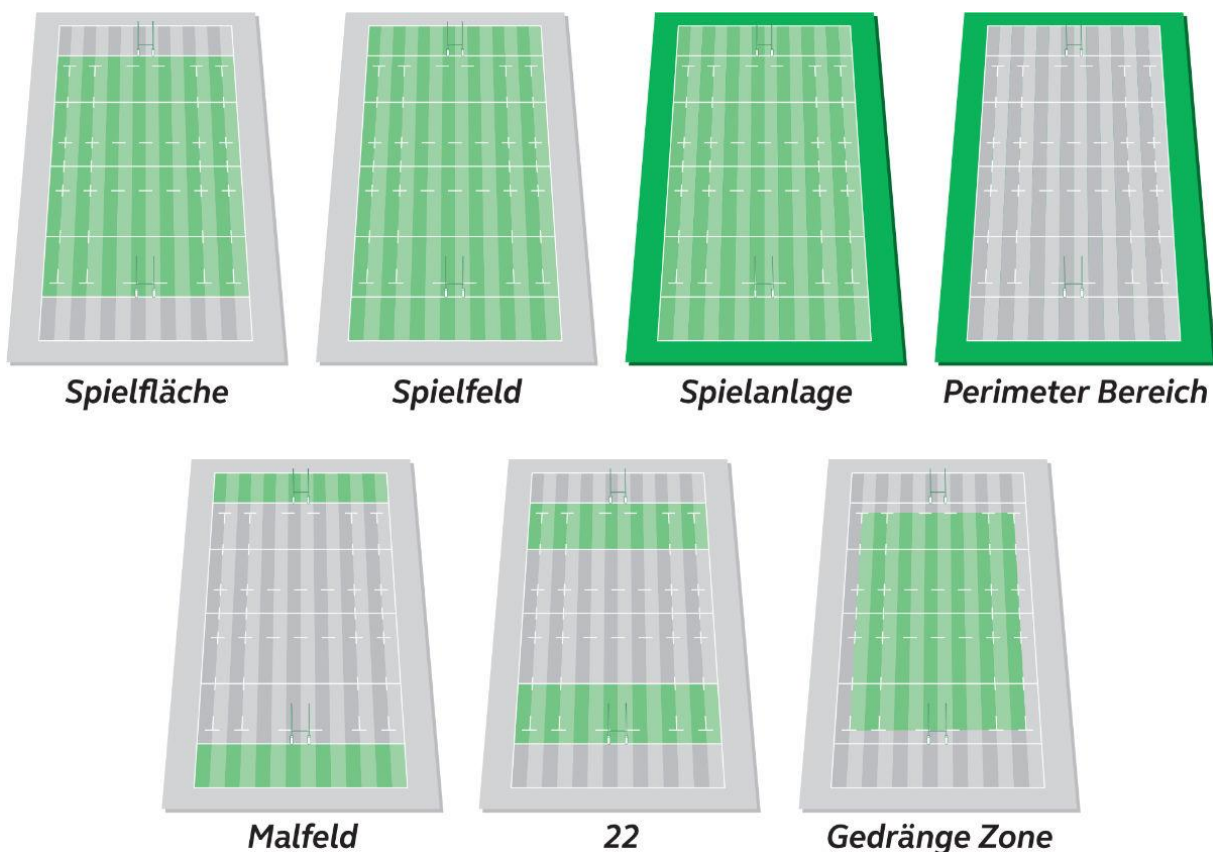 Spielfläche
Spielfeld
Spielanlage
Perimeter Bereich
Malfeld
22
Gedränge Zone